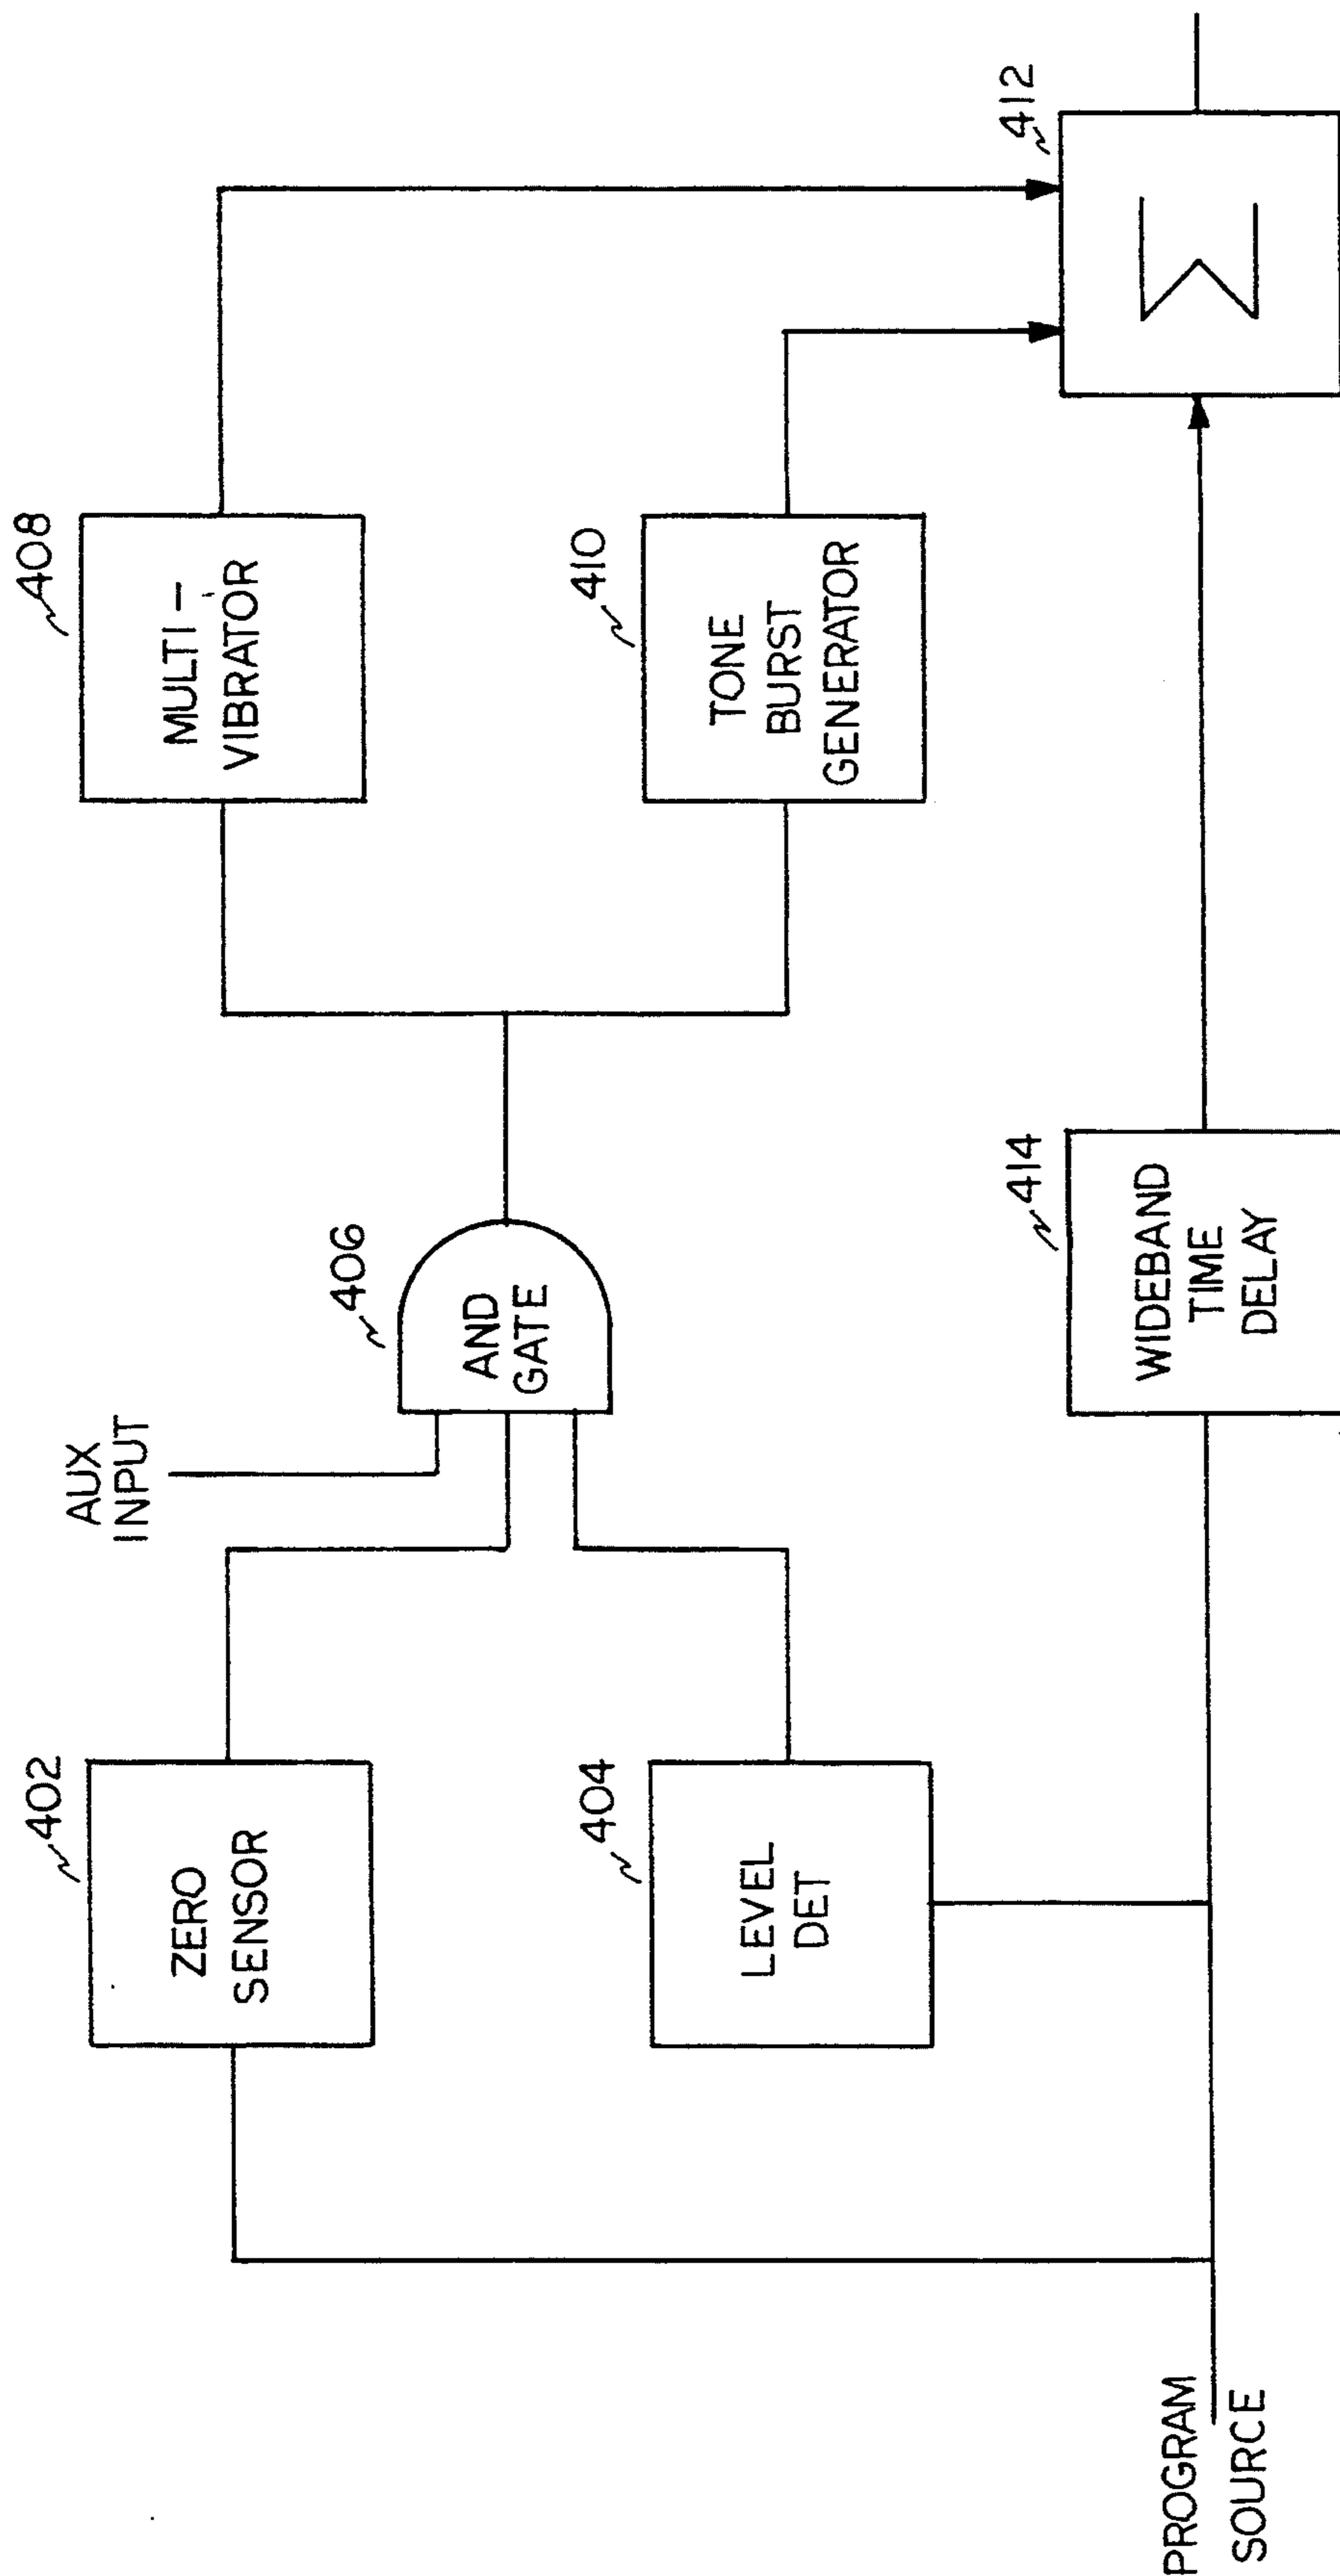 408
MULTI-
VIBRATOR
412
Σ
410
TONE
BURST
GENERATOR
406
AND
GATE
AUX
INPUT
414
WIDEBAND
TIME
DELAY
402
ZERO
SENSOR
404
LEVEL
DET
PROGRAM
SOURCE